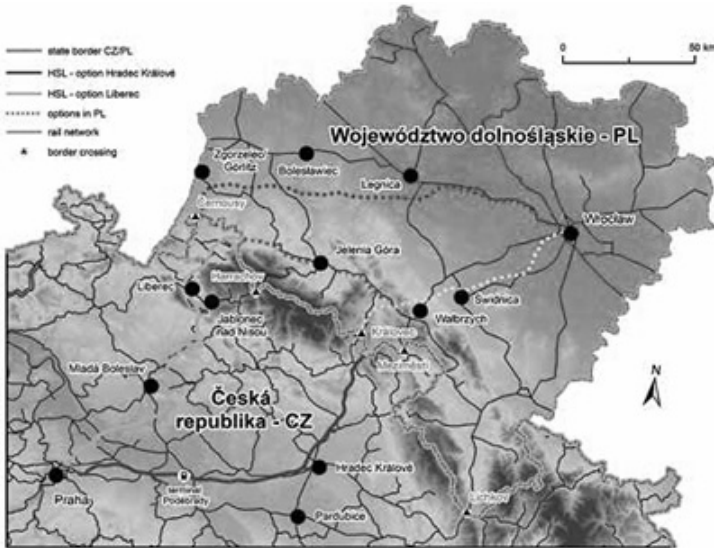 state border CZ/PL
HSL - option Hradec Králové
HSL - option Liberec
options in PL
rail network
border crossing
0
50 km
Województwo dolnośląskie - PL
Zgorzelec/
Görlitz
Bolesławiec
Legnica
Černousy
Wrocław
Jelenia Góra
Liberec
Harrachov
Jablonec
nad Nisou
Świdnica
Wałbrzych
Královec
Meziměstí
Mladá Boleslav
Česká
republika - CZ
N
Hradec Králové
Praha
terminal
Poděbrady
Pardubice
Lichkov